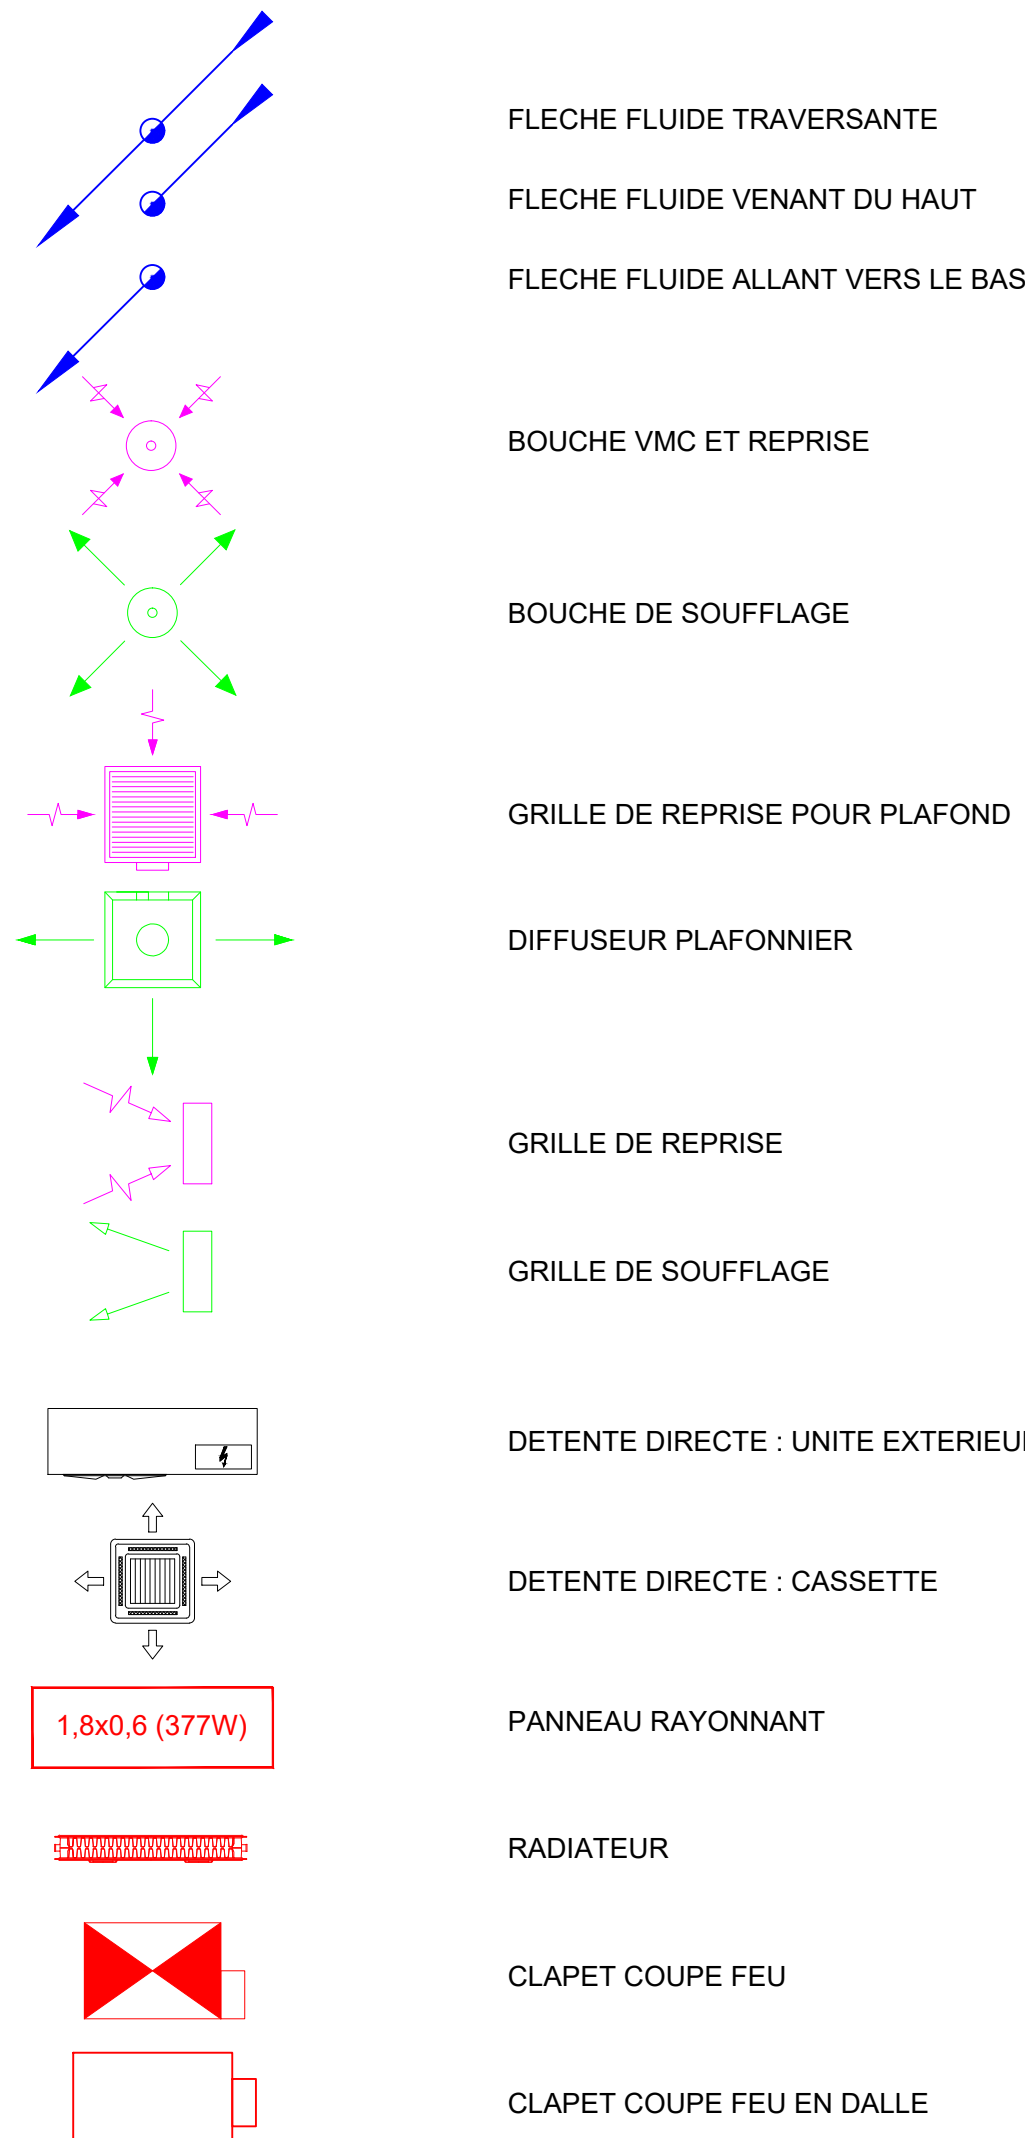 FLECHE FLUIDE TRAVERSANTE
FLECHE FLUIDE VENANT DU HAUT
FLECHE FLUIDE ALLANT VERS LE BAS
BOUCHE VMC ET REPRISE
BOUCHE DE SOUFFLAGE
GRILLE DE REPRISE POUR PLAFOND
DIFFUSEUR PLAFONNIER
GRILLE DE REPRISE
GRILLE DE SOUFFLAGE
DETENTE DIRECTE : UNITE
DETENTE DIRECTE : CASSETTE
1,8x0,6 (377W)
PANNEAU RAYONNANT
RADIATEUR
CLAPET COUPE FEU
CLAPET COUPE FEU EN DALLE